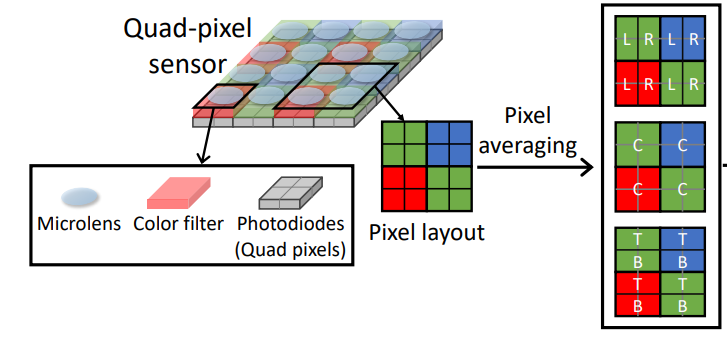 Quad-pixel
sensor
Microlens
Color filter
Photodiodes
(Quad pixels)
Pixel layout
Pixel
averaging
L R L R
L R L R
C C
C C
T T
B B
T T
B B